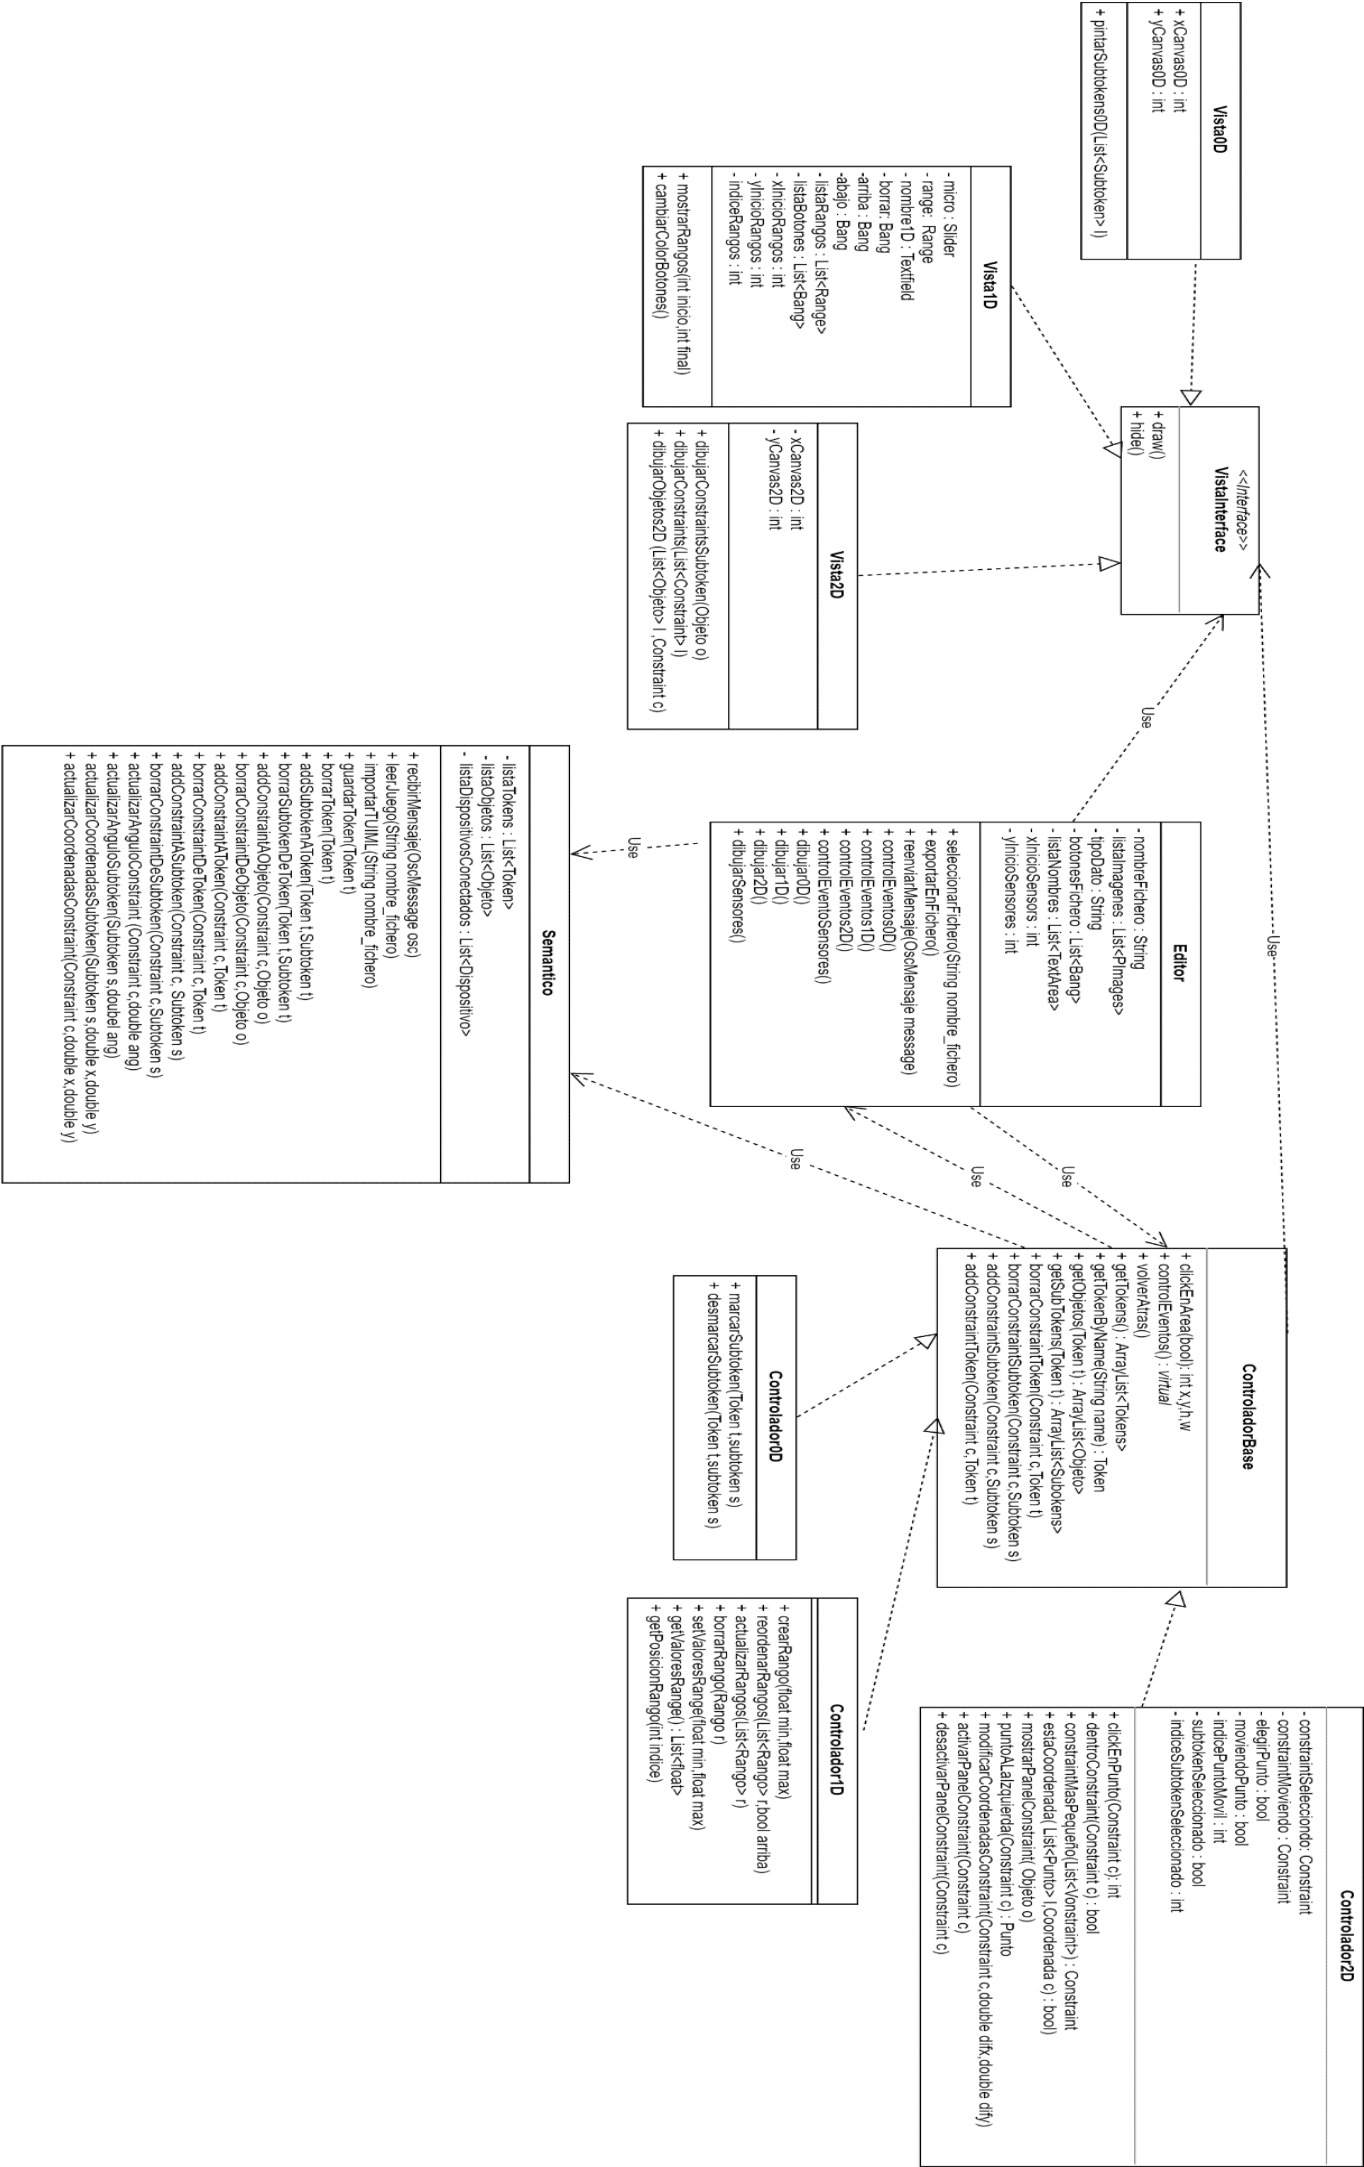 Vista0D
+ xCanvas0D : int
+ yCanvas0D : int
+ pintarSubtokens0D(List<Subtoken> l)
<<Interface>>
VistaInterface
+ draw()
+ hide()
Vista1D
- micro : Slider
- range: Range
- nombre1D : Textfield
- borrar: Bang
-arriba : Bang
-abajo : Bang
- listaRangos : List<Range>
- listaBotones : List<Bang>
- xInicioRangos : int
- yInicioRangos : int
- indiceRangos : int
+ mostrarRangos(int inicio,int final)
+ cambiarColorBotones()
Vista2D
- xCanvas2D : int
- yCanvas2D : int
+ dibujarConstraintsSubtoken(Objeto o)
+ dibujarConstraints(List<Constraint> l)
+ dibujarObjetos2D (List<Objeto> l ,Constraint c)
Use
Use
Editor
- nombreFichero : String
- listaImagenes : List<PImages>
- tipoDato : String
- botonesFichero : List<Bang>
- listaNombres : List<TextArea>
- xInicioSensors : int
- yInicioSensores : int
+ selecionarFichero(String nombre_fichero)
+ exportarEnFichero()
+ reenviarMensaje(OscMensaje message)
+ controlEventos0D()
+ controlEventos1D()
+ controlEventos2D()
+ controlEventoSensores()
+ dibujar0D()
+ dibujar1D()
+ dibujar2D()
+ dibujarSensores()
Use
Semantico
- listaTokens : List<Token>
- listaObjetos : List<Objeto>
- listaDispositivosConectados : List<Dispositivo>
+ recibirMensaje(OscMessage osc)
+ leerJuego(String nombre_fichero)
+ importarTUIML(String nombre_fichero)
+ guardarToken(Token t)
+ borrarToken(Token t)
+ addSubtokenAToken(Token t,Subtoken t)
+ borrarSubtokenDeToken(Token t,Subtoken t)
+ addConstraintAObjeto(Constraint c,Objeto o)
+ borrarConstraintDeObjeto(Constraint c,Objeto o)
+ addConstraintAToken(Constraint c,Token t)
+ borrarConstraintDeToken(Constraint c,Token t)
+ addConstraintASubtoken(Constraint c, Subtoken s)
+ borrarConstraintDeSubtoken(Constraint c,Subtoken s)
+ actualizarAnguloConstraint (Constraint c,double ang)
+ actualizarAnguloSubtoken(Subtoken s,doubel ang)
+ actualizarCoordenadasSubtoken(Subtoken s,double x,double y)
+ actualizarCoordenadasConstraint(Constraint c,double x,double y)
Use
Use
Use
ControladorBase
+ clickEnArea(bool): int x,y,h,w
+ controlEventos() : virtual
+ volverAtras()
+ getTokens() : ArrayList<Tokens>
+ getTokenByName(String name) : Token
+ getObjetos(Token t) : ArrayList<Objeto>
+ getSubTokens(Token t) : ArrayList<Subokens>
+ borrarConstraintToken(Constraint c,Token t)
+ borrarConstraintSubtoken(Constraint c,Subtoken s)
+ addConstraintSubtoken(Constraint c,Subtoken s)
+ addConstraintToken(Constraint c,Token t)
Controlador0D
+ marcarSubtoken(Token t,subtoken s)
+ desmarcarSubtoken(Token t,subtoken s)
Controlador1D
+ crearRango(float min,float max)
+ reordenarRangos(List<Rango> r,bool arriba)
+ actualizarRangos(List<Rango> r)
+ borrarRango(Rango r)
+ setValoresRange(float min,float max)
+ getValoresRange() : List<float>
+ getPosicionRango(int indice)
Controlador2D
- constraintSelecciondo: Constraint
- constraintMoviendo : Constraint
- elegirPunto : bool
- moviendoPunto : bool
- indicePuntoMovil : int
- subtokenSeleccionado : bool
- indiceSubtokenSeleccionado : int
+ clickEnPunto(Constraint c): int
+ dentroConstraint(Constraint c) : bool
+ constraintMasPequeño(List<Vonstraint>) : Constraint
+ estaCoordenada( List<Punto> l,Coordenada c) : bool)
+ mostrarPanelConstraint( Objeto o)
+ puntoALaIzquierda(Constraint c) : Punto
+ modificarCoordenadasConstraint(Constraint c,double difx,double dify)
+ activarPanelConstraint(Constraint c)
+ desactivarPanelConstraint(Constraint c)